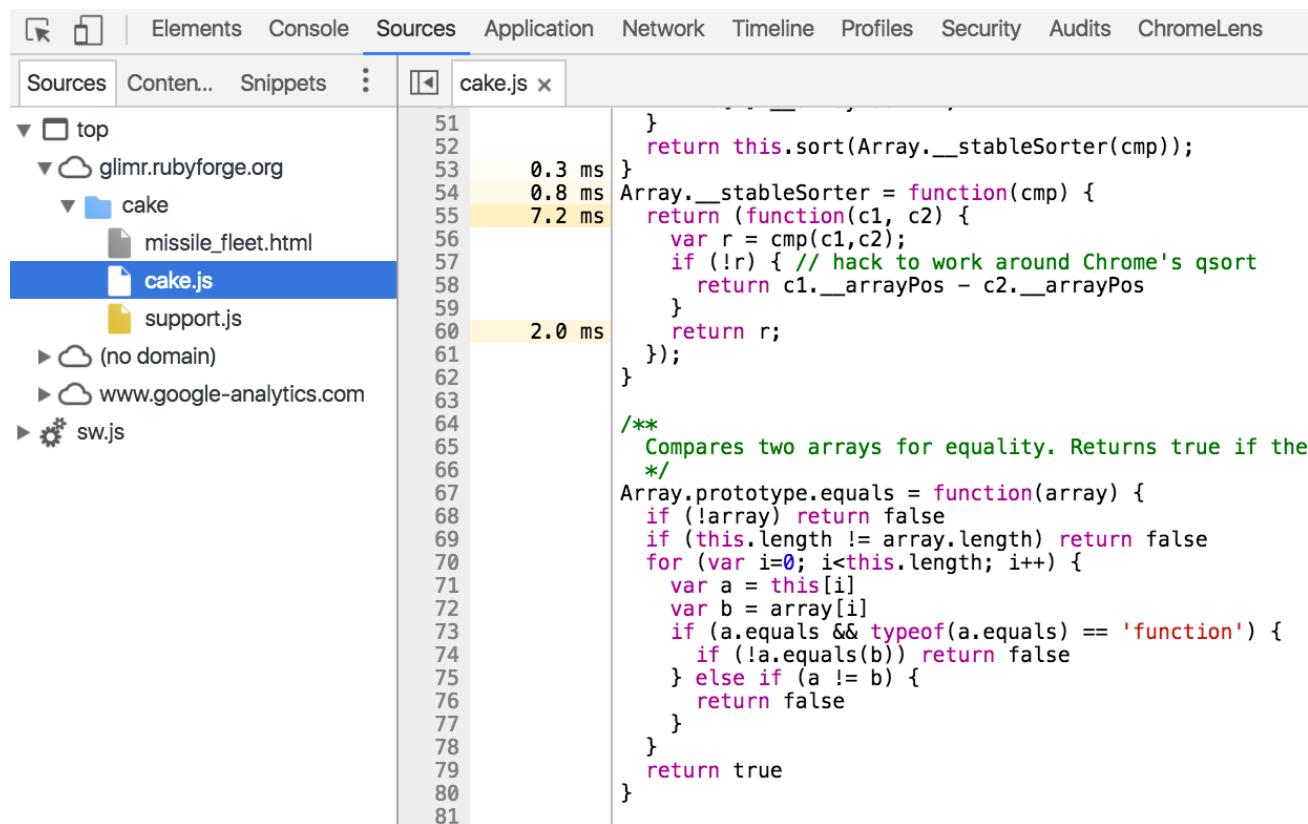 Elements Console Sources Application Network Timeline Profiles Security Audits ChromeLens
Sources Conten... Snippets
cake.js ×
top
glimr.rubyforge.org
cake
missile_fleet.html
cake.js
support.js
(no domain)
www.google-analytics.com
sw.js
51 }
52 return this.sort(Array.__stableSorter(cmp));
53 0.3 ms }
54 0.8 ms Array.__stableSorter = function(cmp) {
55 7.2 ms return (function(c1, c2) {
56 var r = cmp(c1,c2);
57 if (!r) { // hack to work around Chrome's qsort
58 return c1.__arrayPos - c2.__arrayPos
59 }
60 2.0 ms return r;
61 });
62 }
63
64 /**
65 Compares two arrays for equality. Returns true if the
66 */
67 Array.prototype.equals = function(array) {
68 if (!array) return false
69 if (this.length != array.length) return false
70 for (var i=0; i<this.length; i++) {
71 var a = this[i]
72 var b = array[i]
73 if (a.equals && typeof(a.equals) == 'function') {
74 if (!a.equals(b)) return false
75 } else if (a != b) {
76 return false
77 }
78 }
79 return true
80 }
81